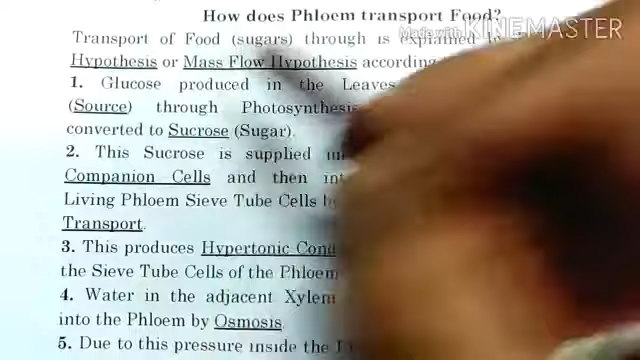 How does Phloem transport Food?
Made with KINEMASTER
Transport of Food (sugars) through is explained
Hypothesis or Mass Flow Hypothesis according
1. Glucose produced in the Leaves
(Source) through Photosynthesis
converted to Sucrose (Sugar).
2. This Sucrose is supplied
Companion Cells and then
Living Phloem Sieve Tube Cells
Transport.
3. This produces Hypertonic
the Sieve Tube Cells of the Phloem
4. Water in the adjacent Xylem
into the Phloem by Osmosis.
5. Due to this pressure inside the